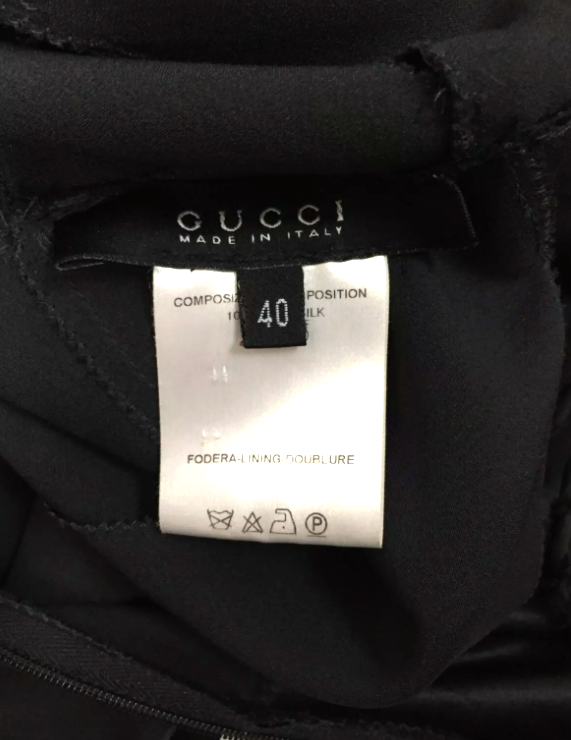 GUCCI
MADE IN ITALY
40
COMPOSIZ POSITION
10 ILK
FODERA-LINING DOUBLURE
P